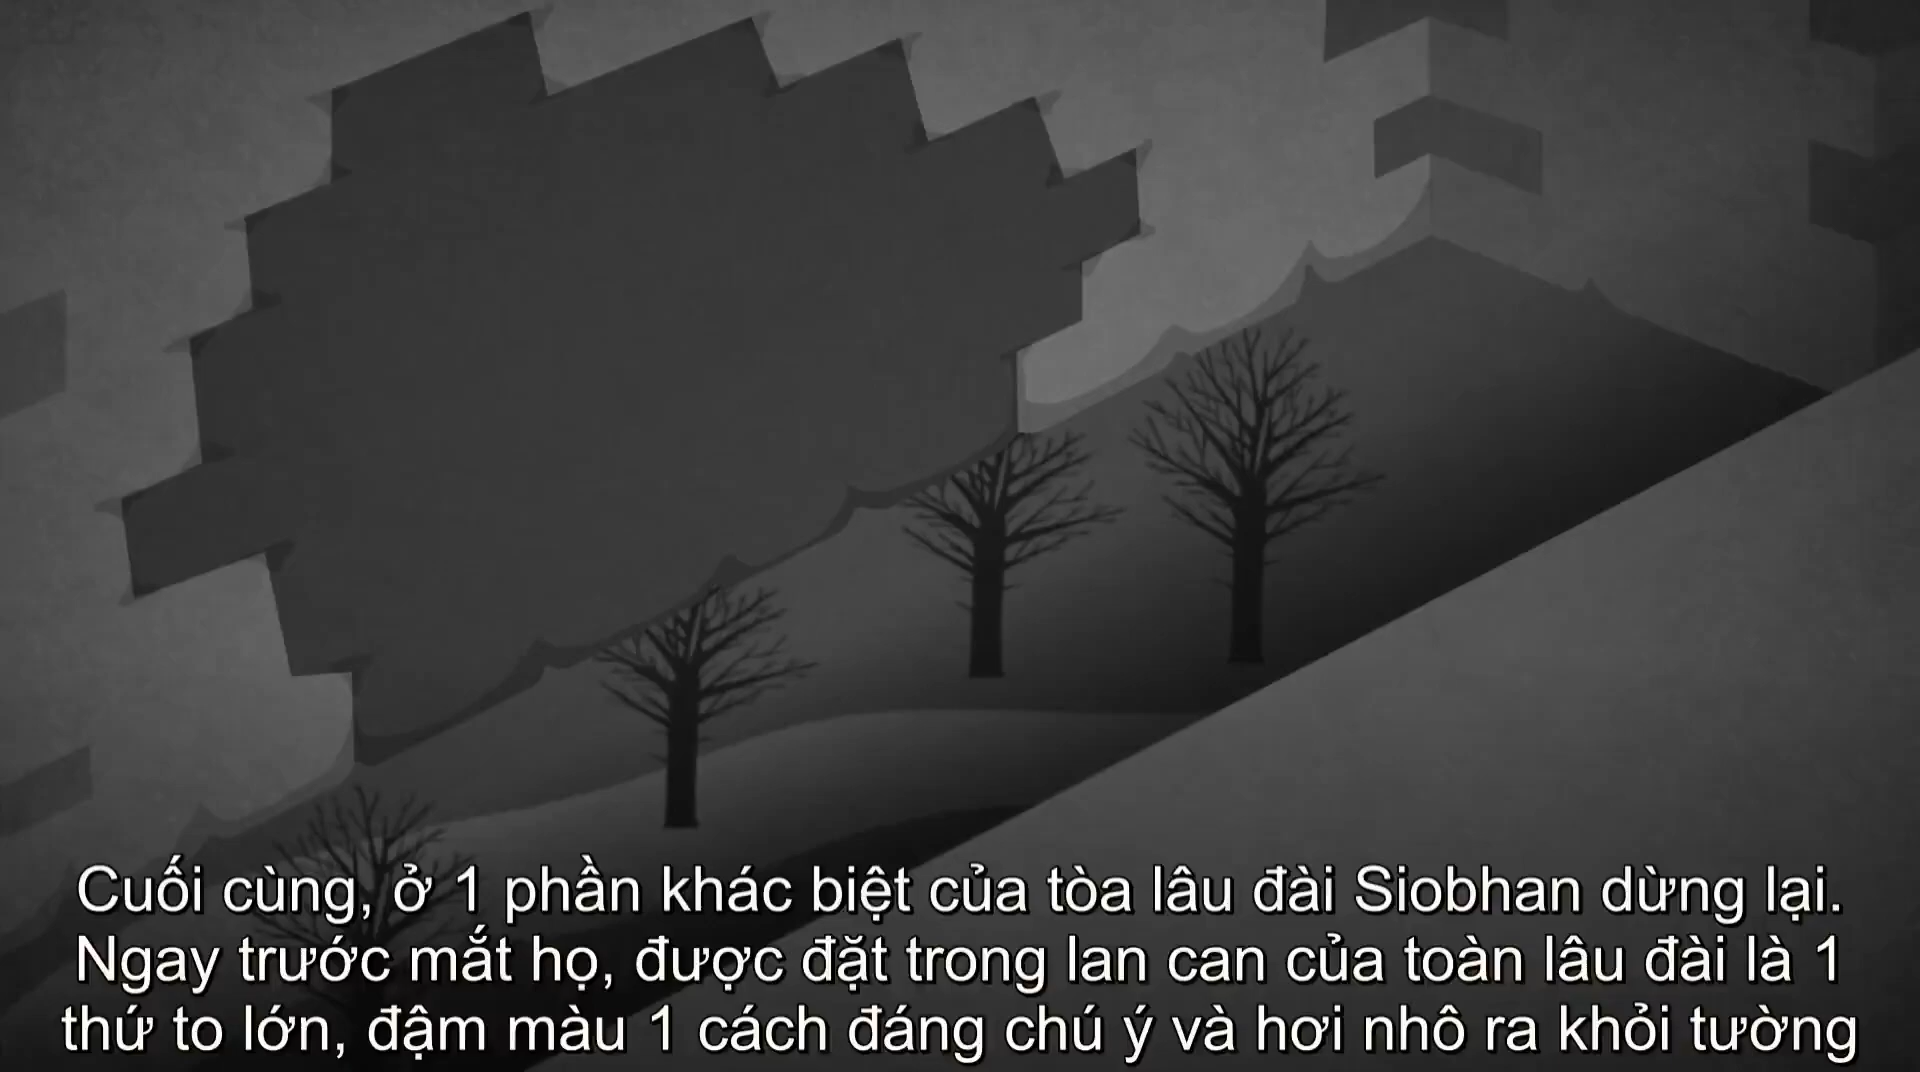 Cuối cùng, ở 1 phần khác biệt của tòa lâu đài Siobhan dừng lại.
Ngay trước mắt họ, được đặt trong lan can của toàn lâu đài là 1
thứ to lớn, đậm màu 1 cách đáng chú ý và hơi nhô ra khỏi tường